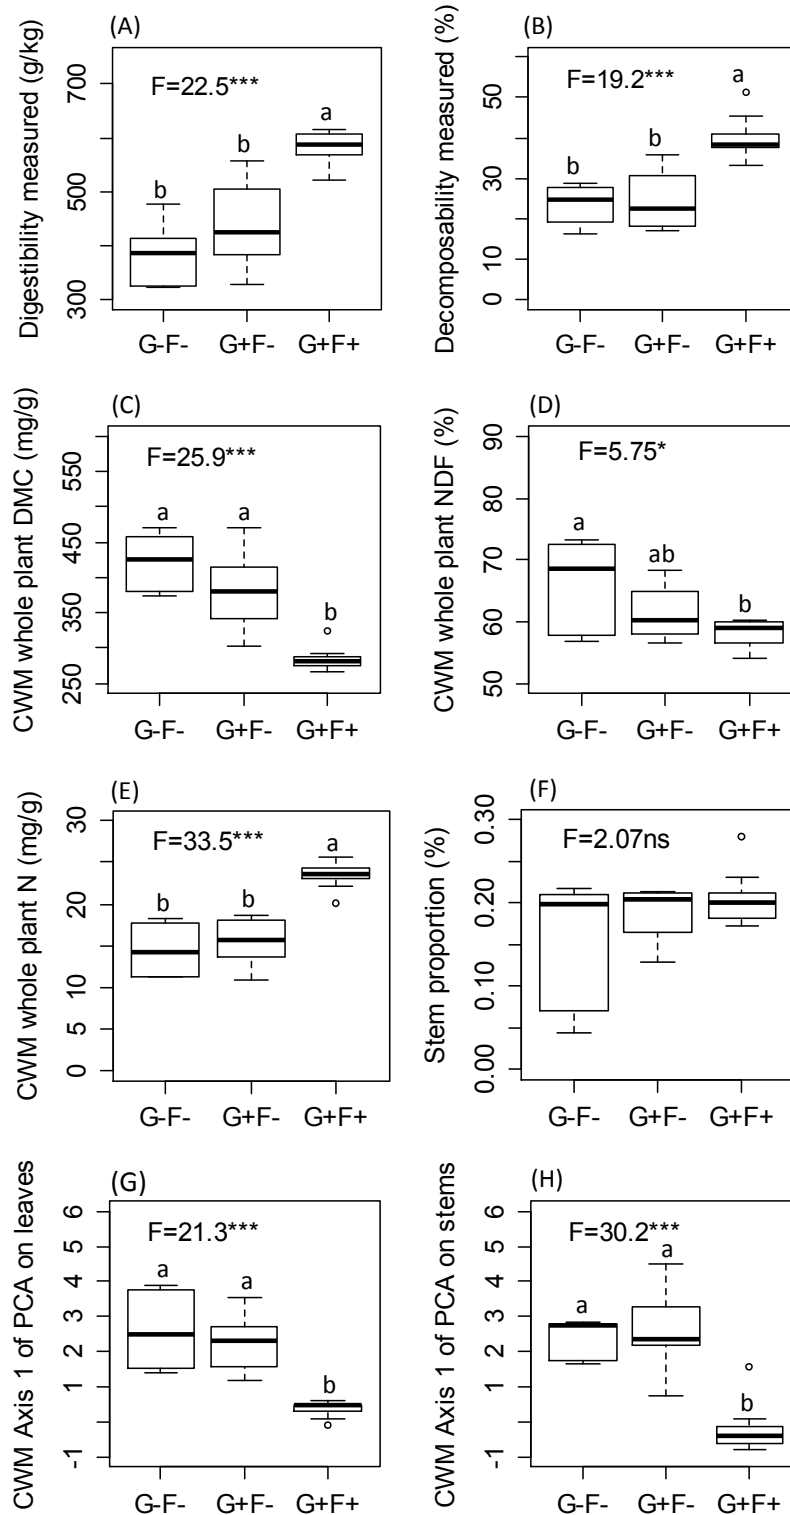 (A)
Digestibility measured (g/kg)
700
500
300
F=22.5***
b
b
a
G-F-
G+F-
G+F+
(B)
Decomposability measured (%)
50
30
10
0
F=19.2***
b
b
a
G-F-
G+F-
G+F+
(C)
CWM whole plant DMC (mg/g)
550
450
350
250
F=25.9***
a
a
b
G-F-
G+F-
G+F+
(D)
CWM whole plant NDF (%)
90
80
70
60
50
F=5.75*
a
ab
b
G-F-
G+F-
G+F+
(E)
CWM whole plant N (mg/g)
30
20
10
5
0
F=33.5***
b
b
a
G-F-
G+F-
G+F+
(F)
Stem proportion (%)
0.30
0.20
0.10
0.00
F=2.07ns
G-F-
G+F-
G+F+
(G)
CWM Axis 1 of PCA on leaves
6
5
4
3
2
1
-1
F=21.3***
a
a
b
G-F-
G+F-
G+F+
(H)
CWM Axis 1 of PCA on stems
6
5
4
3
2
1
-1
F=30.2***
a
a
b
G-F-
G+F-
G+F+